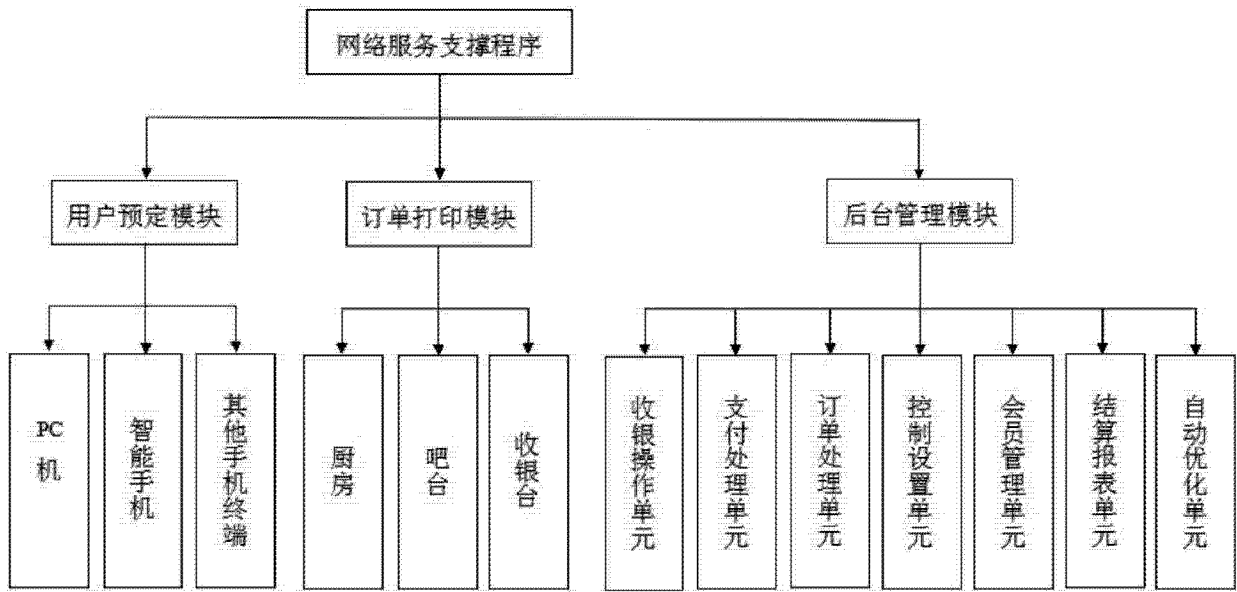 网络服务支撑程序
用户预定模块
订单打印模块
后台管理模块
PC
机
智能手机
其他手机终端
厨房
吧台
收银台
收银操作单元
支付处理单元
订单处理单元
控制设置单元
会员管理单元
结算报表单元
自动优化单元